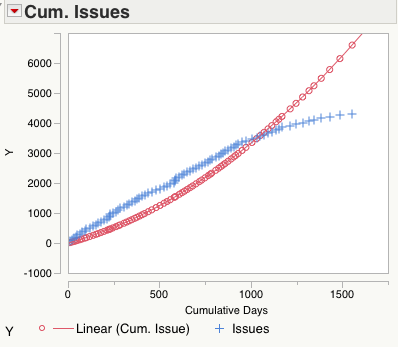 Cum. Issues
6000
5000
4000
3000
2000
1000
0
-1000
Y
0 500 1000 1500
Cumulative Days
Y Linear (Cum. Issue) Issues